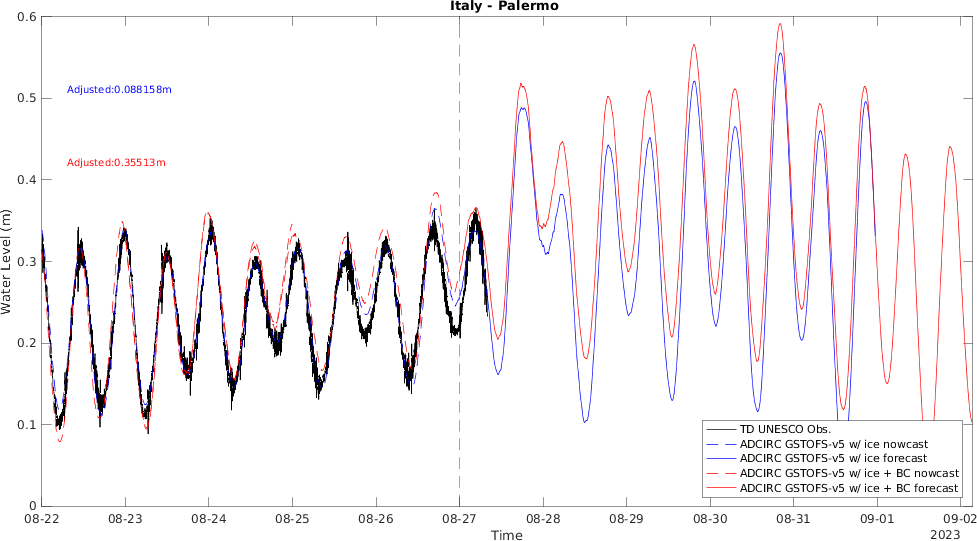 Italy - Palermo
0.6
0.5
0.4
0.3
0.2
0.1
0
Water Level (m)
Adjusted:0.088158m
Adjusted:0.35513m
TD UNESCO Obs.
ADCIRC GSTOFS-v5 w/ ice nowcast
ADCIRC GSTOFS-v5 w/ ice forecast
ADCIRC GSTOFS-v5 w/ ice + BC nowcast
ADCIRC GSTOFS-v5 w/ ice + BC forecast
08-22 08-23 08-24 08-25 08-26 08-27 08-28 08-29 08-30 08-31 09-01 09-02
Time
2023